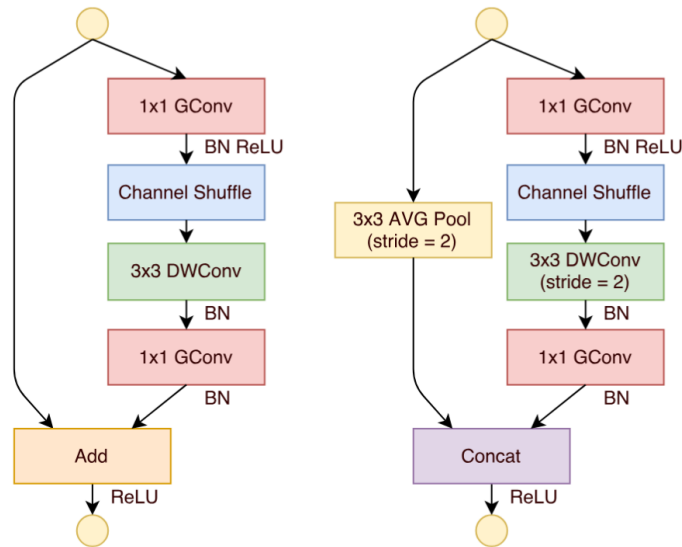 1x1 GConv
BN ReLU
Channel Shuffle
3x3 DWConv
BN
1x1 GConv
BN
Add
ReLU
1x1 GConv
BN ReLU
Channel Shuffle
3x3 AVG Pool
(stride = 2)
3x3 DWConv
(stride = 2)
BN
1x1 GConv
BN
Concat
ReLU